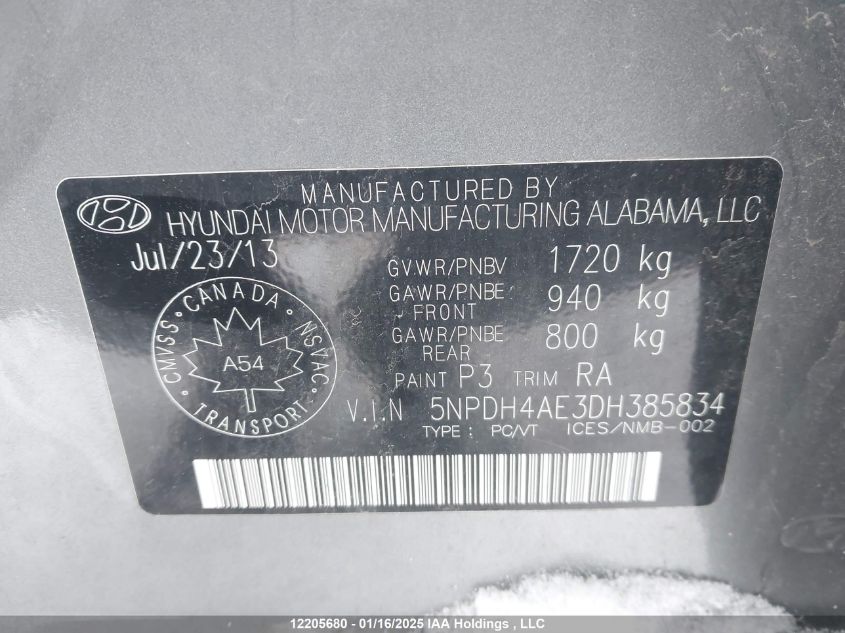 MANUFACTURED BY
HYUNDAI MOTOR MANUFACTURING ALABAMA, LLC
Jul/23/13
GVWR/PNBV 1720 kg
GAWR/PNBE FRONT 940 kg
GAWR/PNBE REAR 800 kg
PAINT P3 TRIM RA
V.I.N 5NPDH4AE3DH385834
TYPE : PC/VT ICES/NMB-002
CANADA
CMVSS • NSVAC
A54
TRANSPORT
12205680 - 01/16/2025 IAA Holdings , LLC